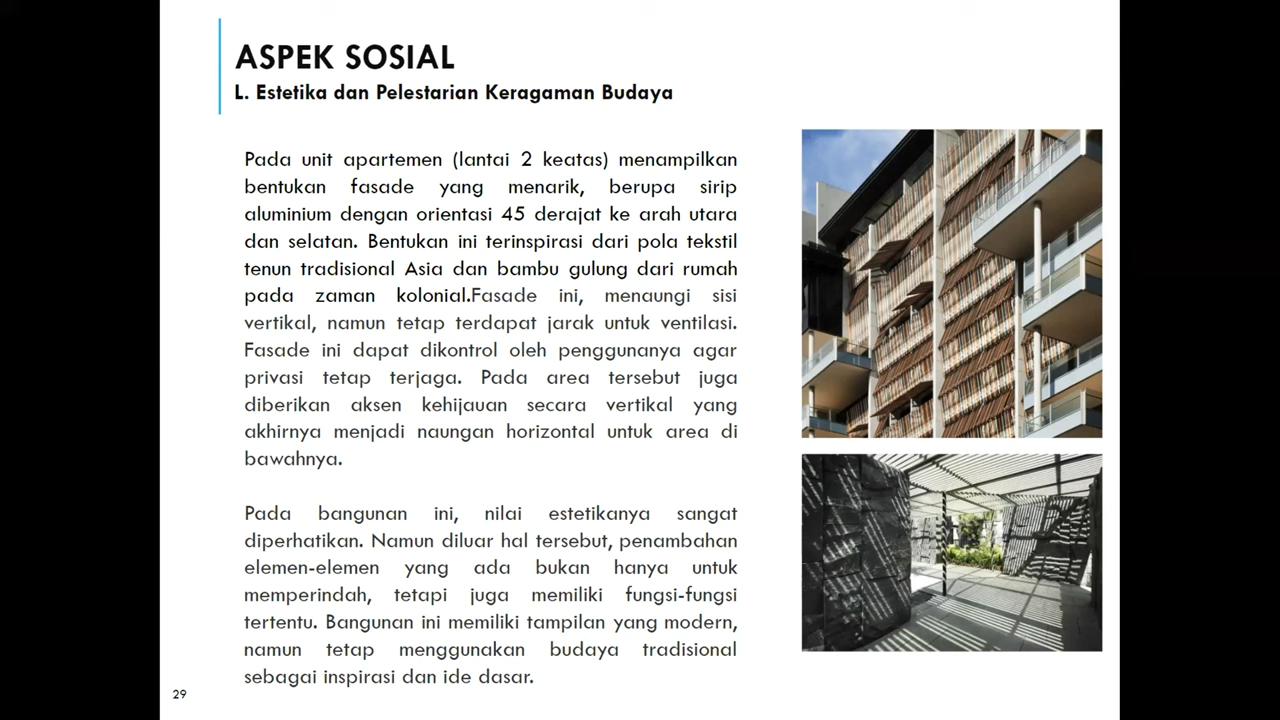 ASPEK SOSIAL
L. Estetika dan Pelestarian Keragaman Budaya
Pada unit apartemen (lantai 2 keatas) menampilkan
bentukan fasade yang menarik, berupa sirip
aluminium dengan orientasi 45 derajat ke arah utara
dan selatan. Bentukan ini terinspirasi dari pola tekstil
tenun tradisional Asia dan bambu gulung dari rumah
pada zaman kolonial.Fasade ini, menaungi sisi
vertikal, namun tetap terdapat jarak untuk ventilasi.
Fasade ini dapat dikontrol oleh penggunanya agar
privasi tetap terjaga. Pada area tersebut juga
diberikan aksen kehijauan secara vertikal yang
akhirnya menjadi naungan horizontal untuk area di
bawahnya.
Pada bangunan ini, nilai estetikanya sangat
diperhatikan. Namun diluar hal tersebut, penambahan
elemen-elemen yang ada bukan hanya untuk
memperindah, tetapi juga memiliki fungsi-fungsi
tertentu. Bangunan ini memiliki tampilan yang modern,
namun tetap menggunakan budaya tradisional
sebagai inspirasi dan ide dasar.
29